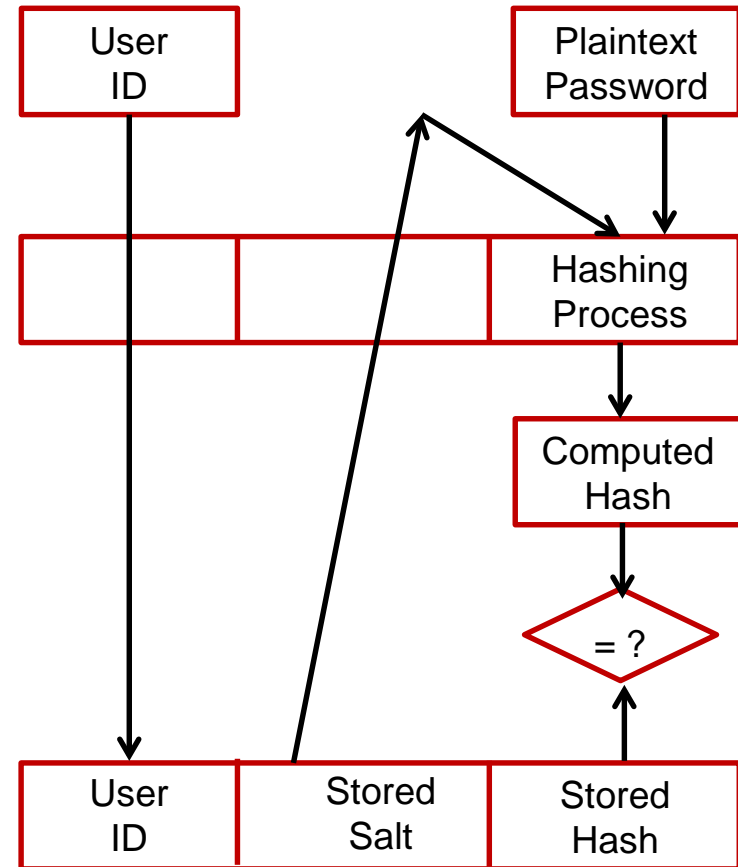 User
ID
Plaintext
Password
Hashing
Process
Computed
Hash
= ?
User
ID
Stored
Salt
Stored
Hash